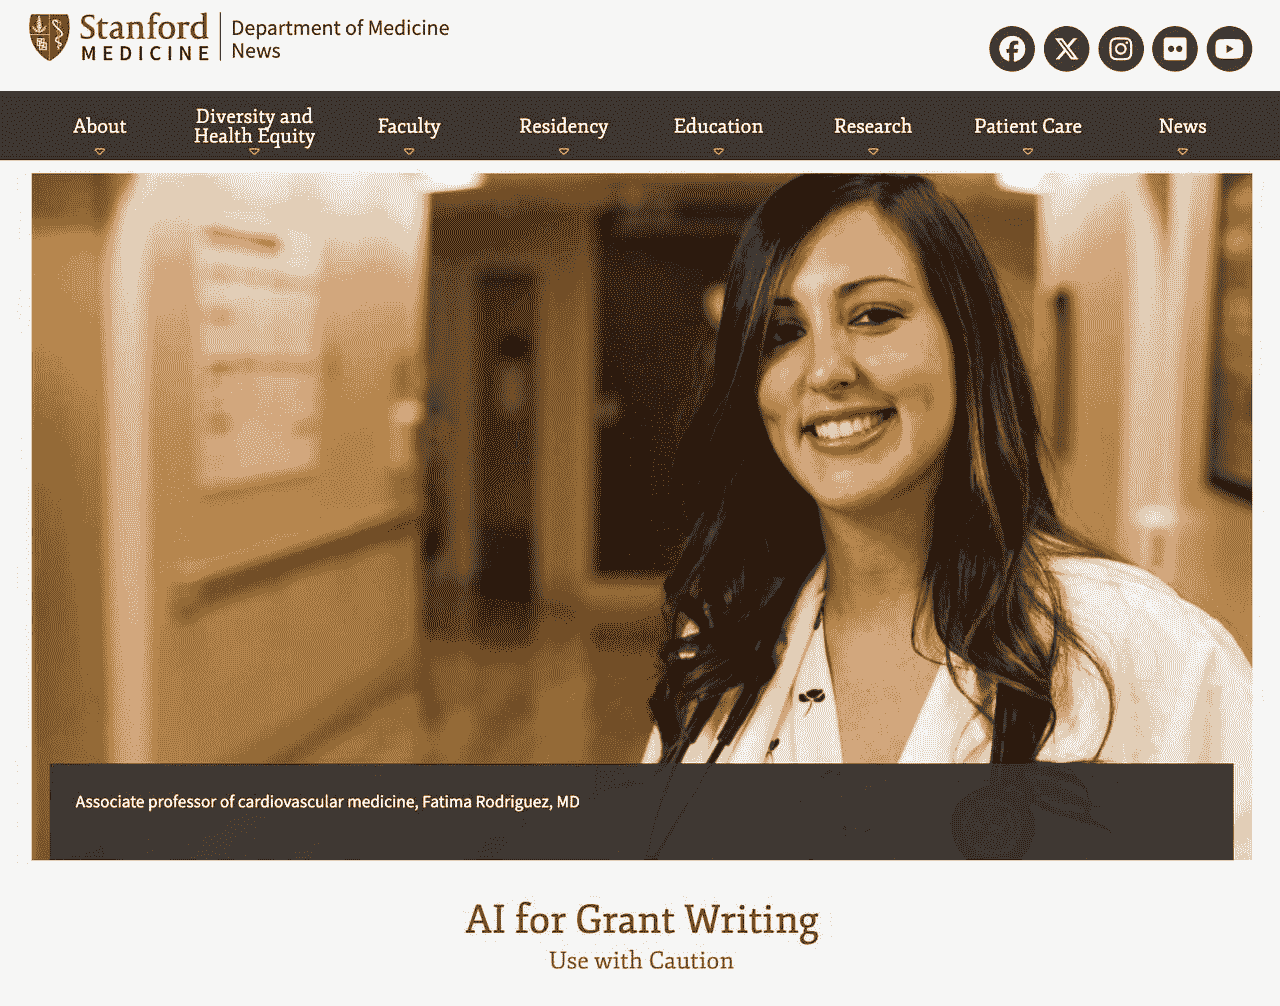 Stanford
MEDICINE
Department of Medicine
News
About
Diversity and
Health Equity
Faculty
Residency
Education
Research
Patient Care
News
Associate professor of cardiovascular medicine, Fatima Rodriguez, MD
AI for Grant Writing
Use with Caution